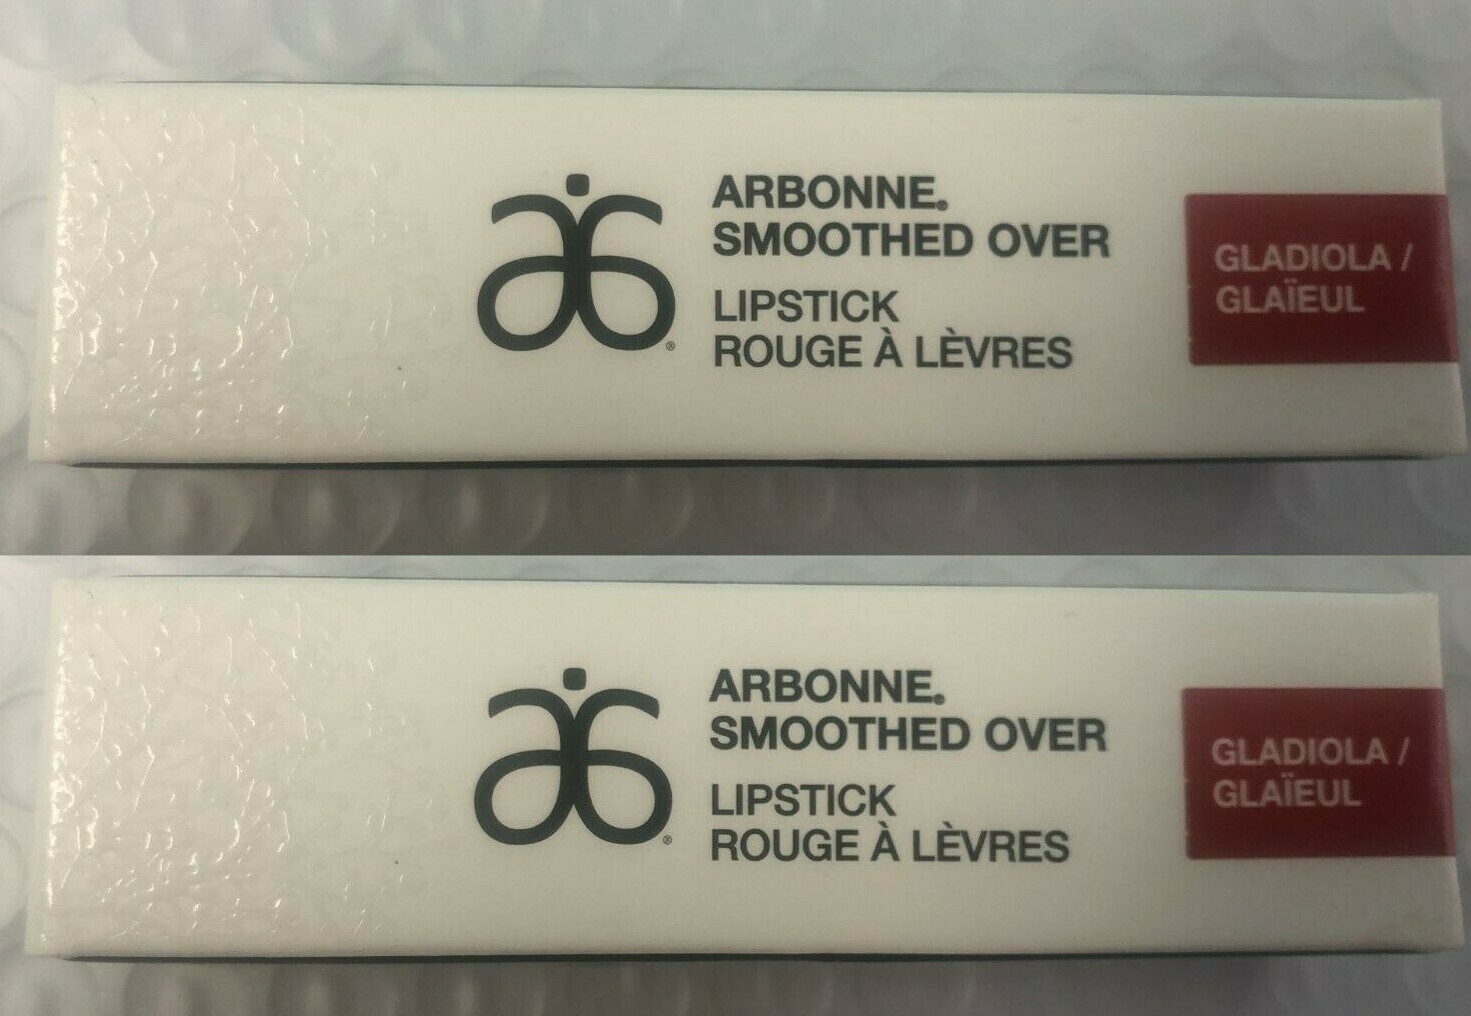 ARBONNE®
SMOOTHED OVER
LIPSTICK
ROUGE À LÈVRES
GLADIOLA /
GLAÏEUL
®
ARBONNE®
SMOOTHED OVER
LIPSTICK
ROUGE À LÈVRES
GLADIOLA /
GLAÏEUL
®